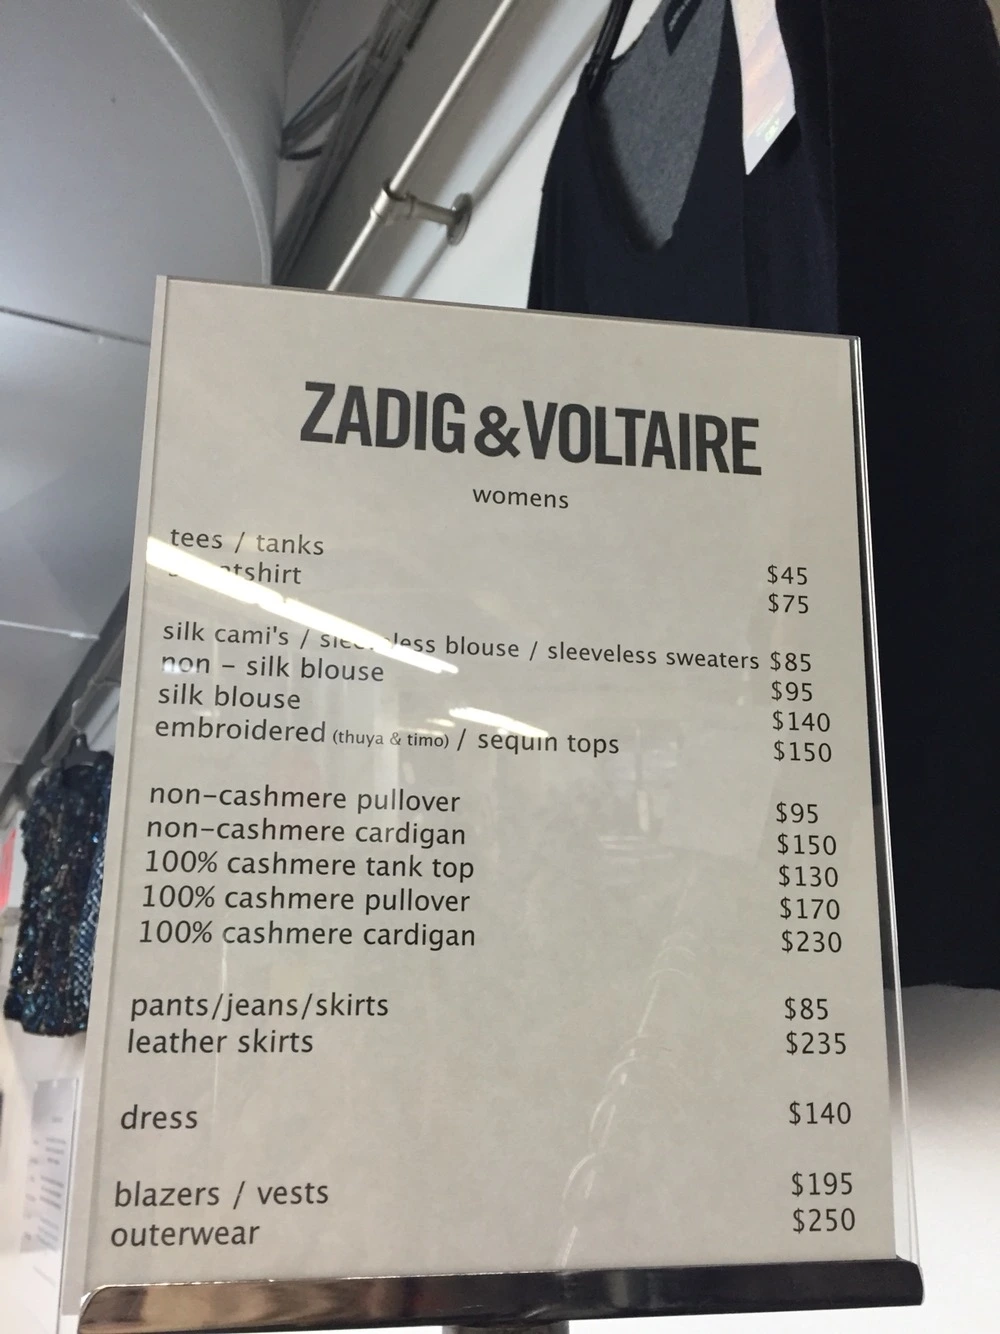 ZADIG & VOLTAIRE
womens
tees / tanks $45
sweatshirt $75
silk cami's / sleeveless blouse / sleeveless sweaters $85
non - silk blouse $95
silk blouse $140
embroidered (thuya & timo) / sequin tops $150
non-cashmere pullover $95
non-cashmere cardigan $150
100% cashmere tank top $130
100% cashmere pullover $170
100% cashmere cardigan $230
pants/jeans/skirts $85
leather skirts $235
dress $140
blazers / vests $195
outerwear $250